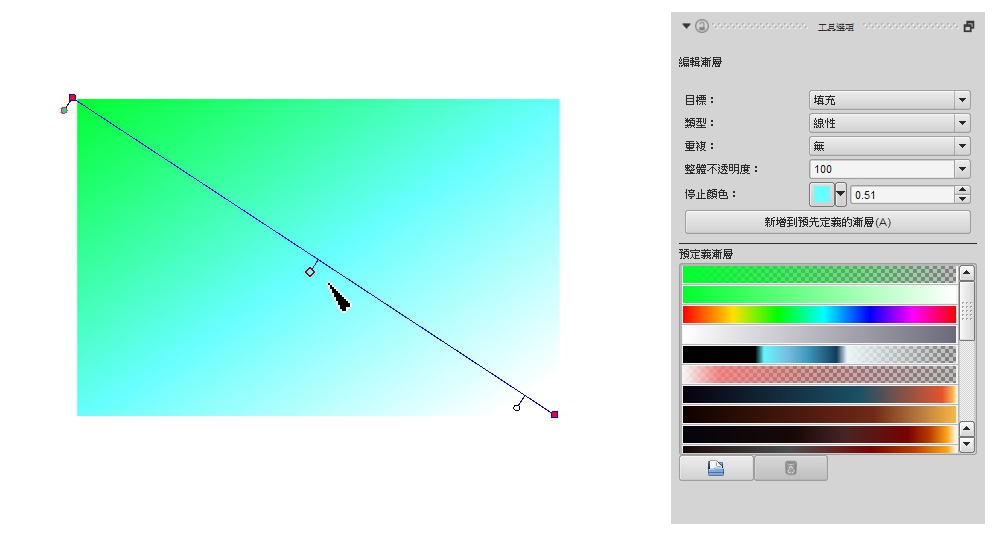 工具選項
編輯漸層
目標：
填充
類型：
線性
重複：
無
整體不透明度：
100
停止顏色：
0.51
新增到預先定義的漸層(A)
預定義漸層